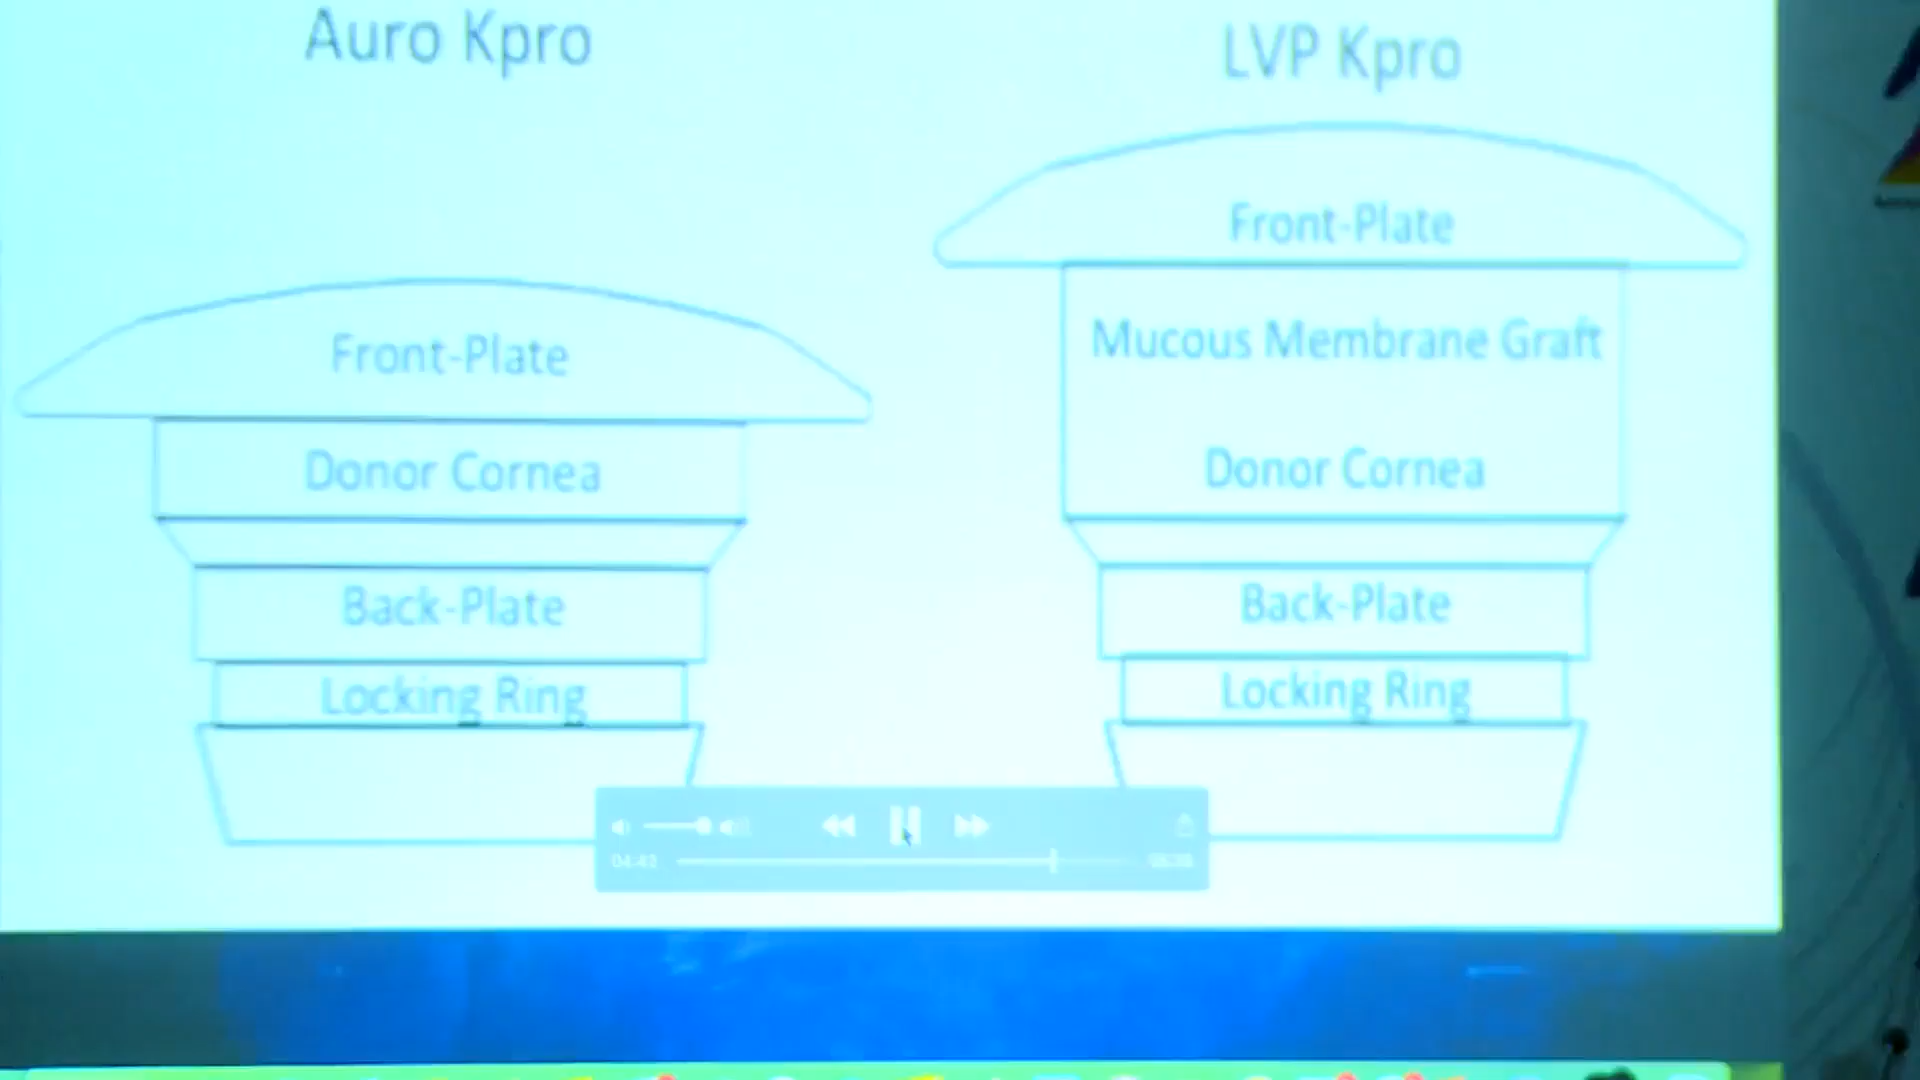 Auro Kpro
Front-Plate
Donor Cornea
Back-Plate
Locking Ring
LVP Kpro
Front-Plate
Mucous Membrane Graft
Donor Cornea
Back-Plate
Locking Ring